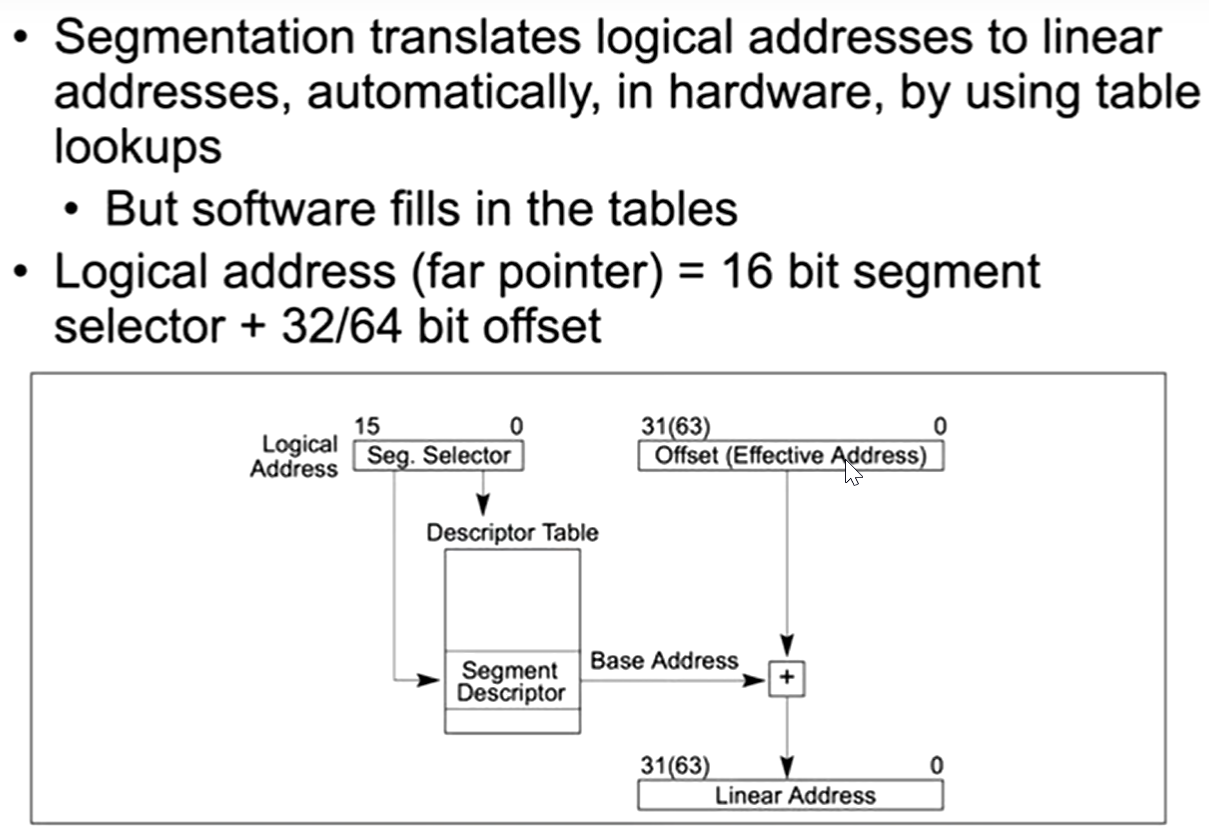 • Segmentation translates logical addresses to linear
addresses, automatically, in hardware, by using table
lookups
• But software fills in the tables
• Logical address (far pointer) = 16 bit segment
selector + 32/64 bit offset
15 0 31(63) 0
Logical
Address
Seg. Selector
Offset (Effective Address)
Descriptor Table
Base Address
Segment
Descriptor
+
31(63) 0
Linear Address